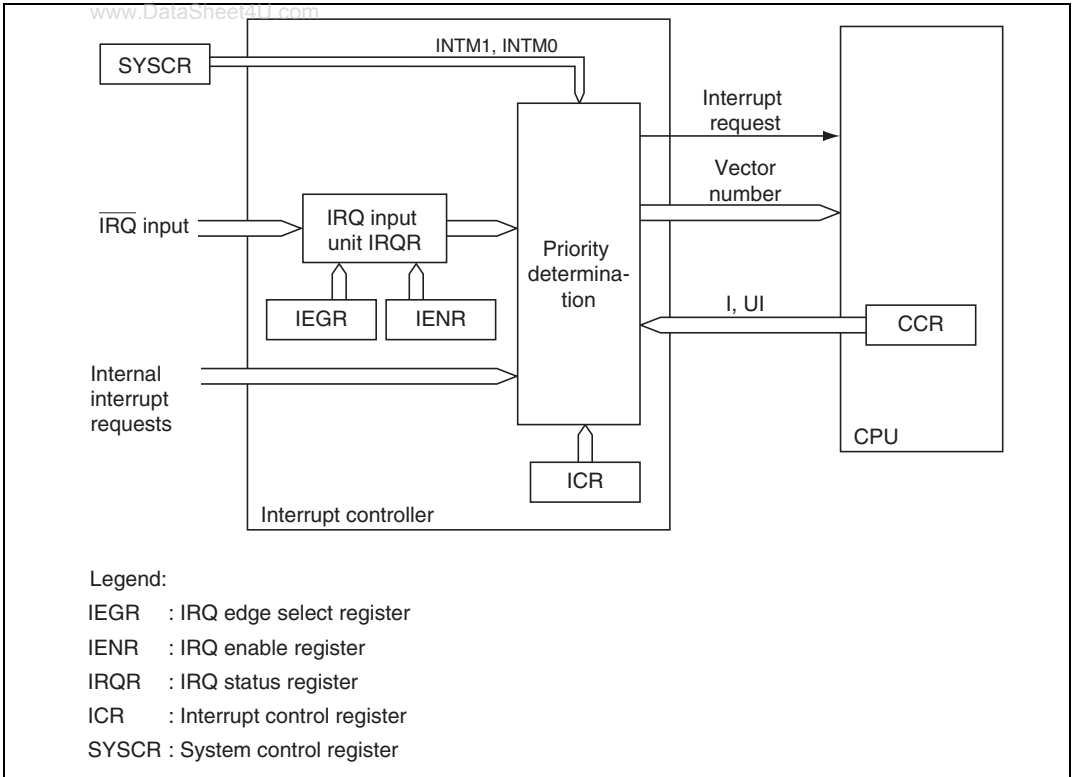 www.DataSheet4U.com
SYSCR
INTM1, INTM0
Interrupt
request
Vector
number
IRQ input
IRQ input
unit IRQR
Priority
determina-
tion
IEGR
IENR
I, UI
CCR
Internal
interrupt
requests
ICR
CPU
Interrupt controller
Legend:
IEGR : IRQ edge select register
IENR : IRQ enable register
IRQR : IRQ status register
ICR : Interrupt control register
SYSCR : System control register